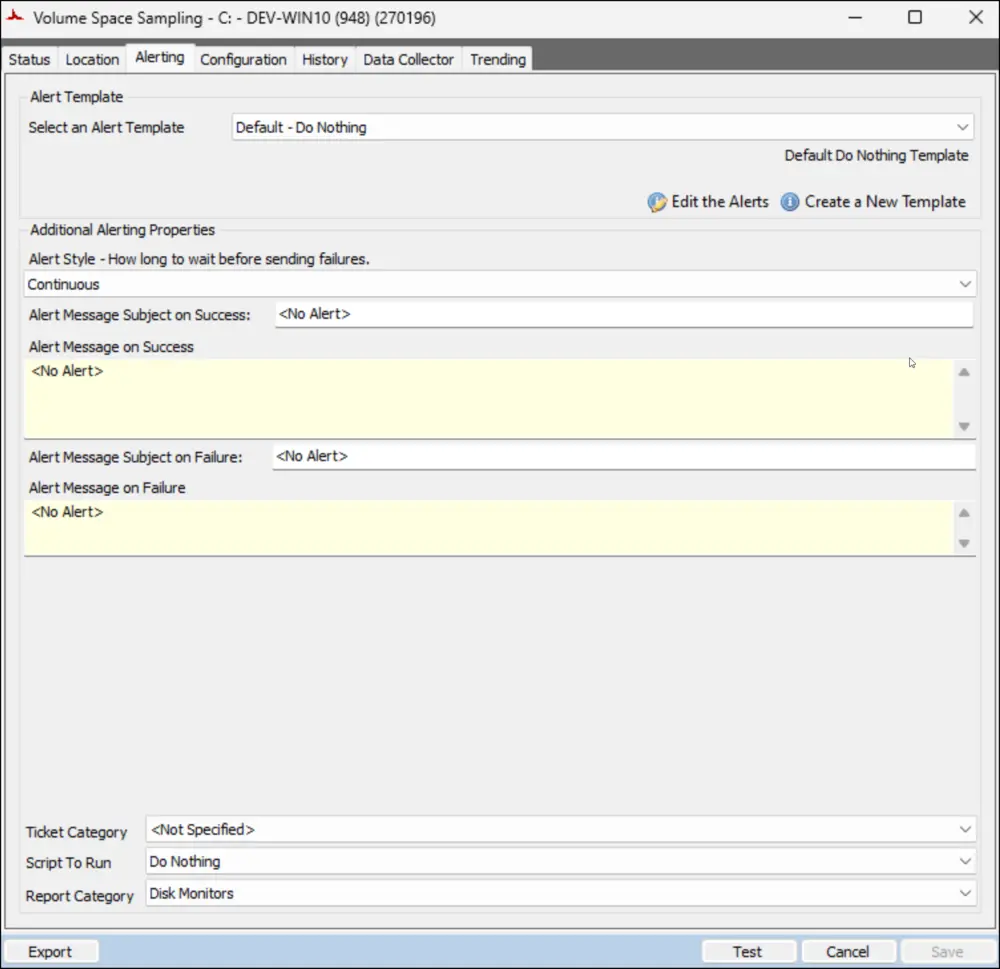 Volume Space Sampling - C: - DEV-WIN10 (948) (270196)
Status Location Alerting Configuration History Data Collector Trending
Alert Template
Select an Alert Template Default - Do Nothing
Default Do Nothing Template
Edit the Alerts Create a New Template
Additional Alerting Properties
Alert Style - How long to wait before sending failures.
Continuous
Alert Message Subject on Success: <No Alert>
Alert Message on Success
<No Alert>
Alert Message Subject on Failure: <No Alert>
Alert Message on Failure
<No Alert>
Ticket Category <Not Specified>
Script To Run Do Nothing
Report Category Disk Monitors
Export Test Cancel Save